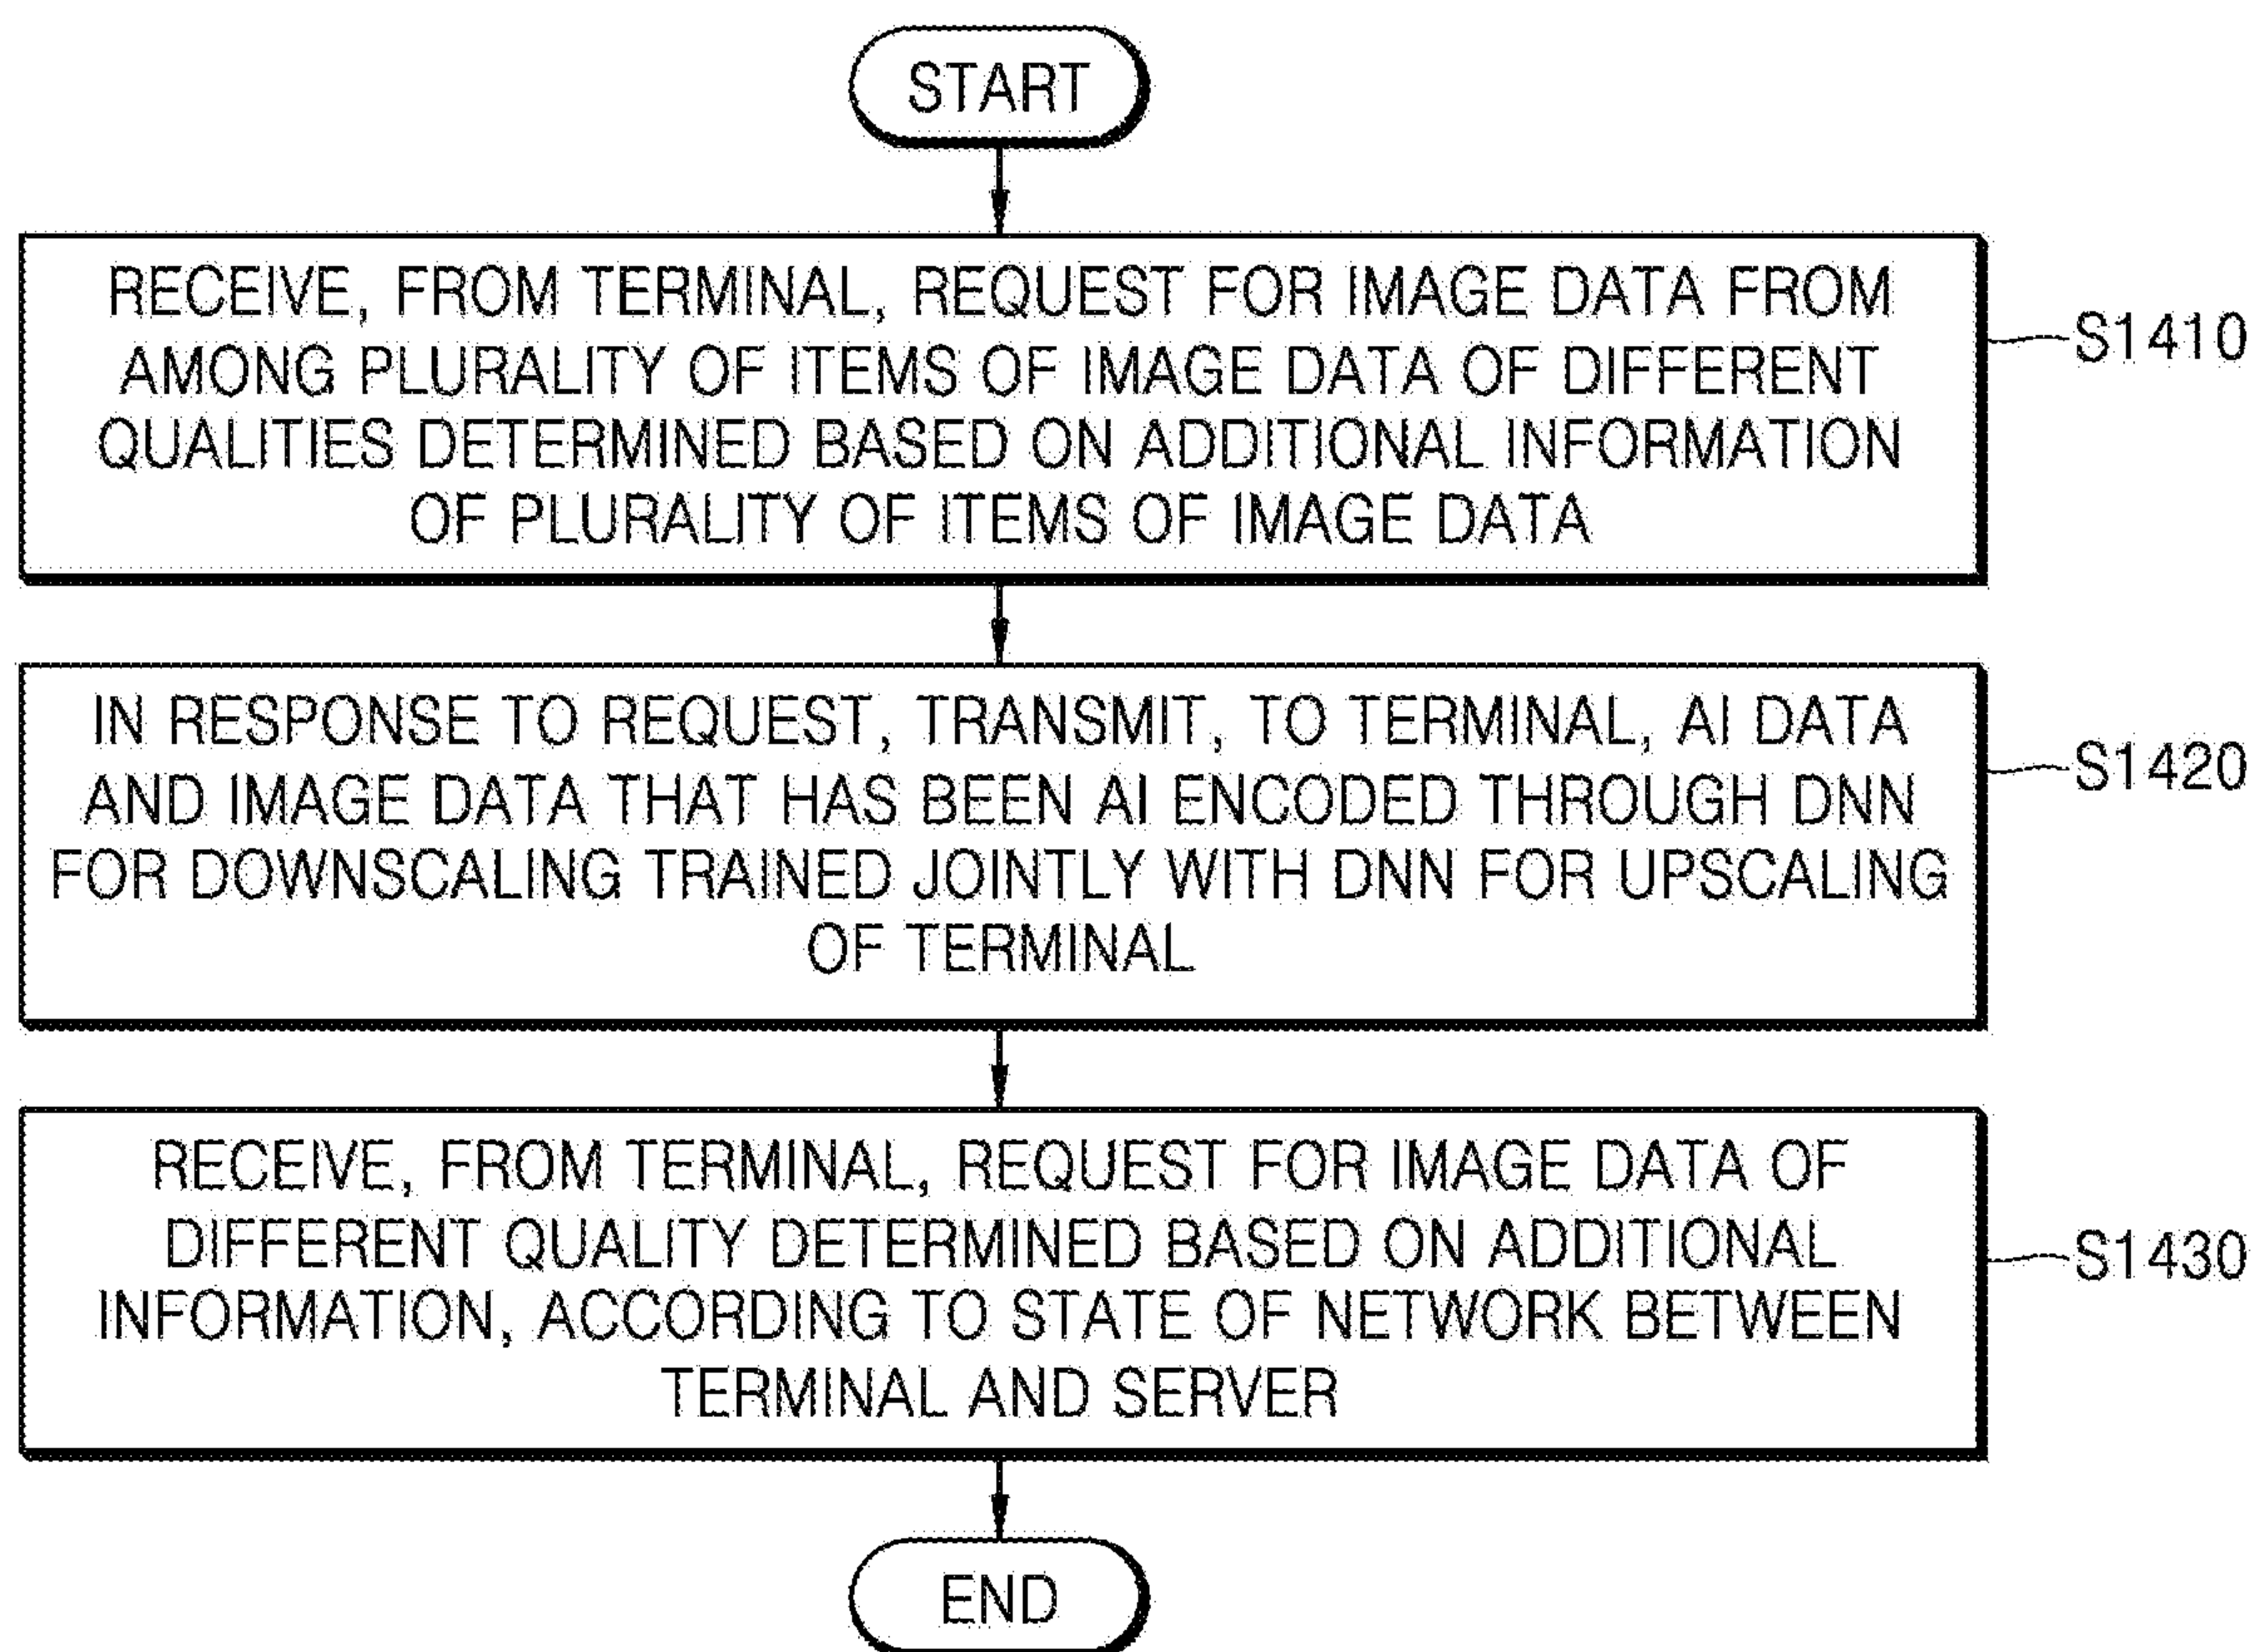 START
RECEIVE, FROM TERMINAL, REQUEST FOR IMAGE DATA FROM
AMONG PLURALITY OF ITEMS OF IMAGE DATA OF DIFFERENT
QUALITIES DETERMINED BASED ON ADDITIONAL INFORMATION
OF PLURALITY OF ITEMS OF IMAGE DATA
S1410
IN RESPONSE TO REQUEST, TRANSMIT, TO TERMINAL, AI DATA
AND IMAGE DATA THAT HAS BEEN AI ENCODED THROUGH DNN
FOR DOWNSCALING TRAINED JOINTLY WITH DNN FOR UPSCALING
OF TERMINAL
S1420
RECEIVE, FROM TERMINAL, REQUEST FOR IMAGE DATA OF
DIFFERENT QUALITY DETERMINED BASED ON ADDITIONAL
INFORMATION, ACCORDING TO STATE OF NETWORK BETWEEN
TERMINAL AND SERVER
S1430
END